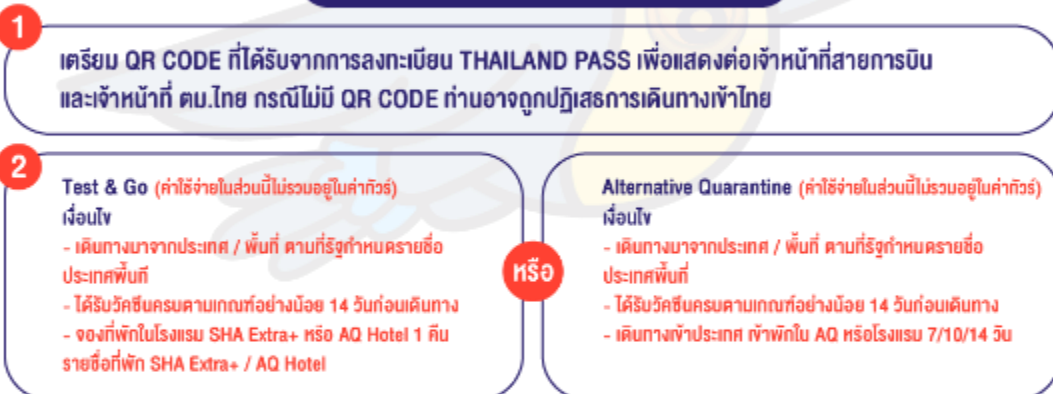 1
เตรียม QR CODE ที่ได้รับจากการลงทะเบียน THAILAND PASS เพื่อแสดงต่อเจ้าหน้าที่สายการบิน
และเจ้าหน้าที่ ตม.ไทย กรณีไม่มี QR CODE ท่านอาจถูกปฏิเสธการเดินทางเข้าไทย
2
Test & Go (ค่าใช้จ่ายในส่วนนี้ไม่รวมอยู่ในค่าทัวร์)
เงื่อนไข
- เดินทางมาจากประเทศ / พื้นที่ ตามที่รัฐกำหนดรายชื่อ
ประเทศพื้นที่
- ได้รับวัคซีนครบตามเกณฑ์อย่างน้อย 14 วันก่อนเดินทาง
- จองที่พักในโรงแรม SHA Extra+ หรือ AQ Hotel 1 คืน
รายชื่อที่พัก SHA Extra+ / AQ Hotel
หรือ
Alternative Quarantine (ค่าใช้จ่ายในส่วนนี้ไม่รวมอยู่ในค่าทัวร์)
เงื่อนไข
- เดินทางมาจากประเทศ / พื้นที่ ตามที่รัฐกำหนดรายชื่อ
ประเทศพื้นที่
- ได้รับวัคซีนครบตามเกณฑ์อย่างน้อย 14 วันก่อนเดินทาง
- เดินทางเข้าประเทศ เข้าพักใน AQ หรือโรงแรม 7/10/14 วัน